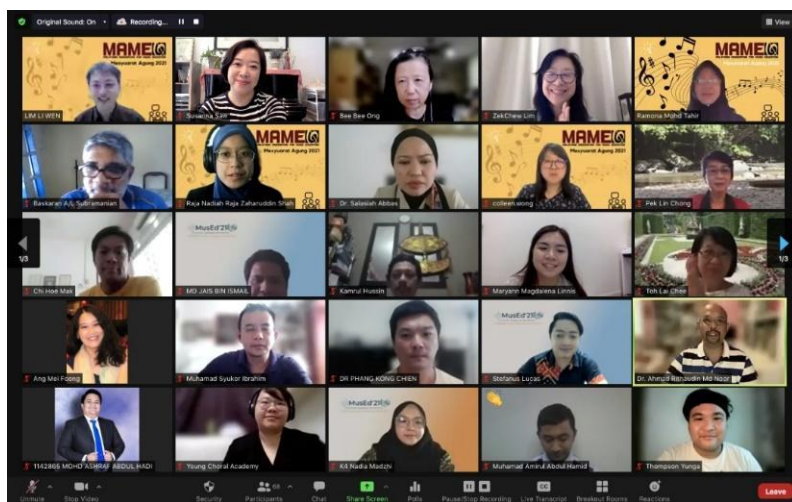 Original Sound: On
Recording...
View
MAME
Mesyuarat Agung 2021
LIM LI WEN
Susanna Saw
Bee Bee Ong
ZekChew Lim
MAME
Mesyuarat Agung 2021
Ramona Mohd Tahir
Baskaran A/L Subramanian
MAME
Mesyuarat Agung 2021
Raja Nadiah Raja Zaharuddin Shah
Dr. Salasiah Abbas
MAME
Mesyuarat Agung 2021
colleen.wong
Pek Lin Chong
1/3
Chi Hoe Mak
MusEd'21
MD JAIS BIN ISMAIL
Kamrul Hussin
Maryann Magdalena Linnis
Toh Lai Chee
1/3
Ang Mei Foong
Muhamad Syukor Ibrahim
DR PHANG KONG CHIEN
MusEd'21
Stefanus Lucas
Dr. Ahmad Rithaudin Md Noor
1142865 MOHD ASHRAF ABDUL HADI
Young Choral Academy
MusEd'21
K4 Nadia Madzhi
Muhamad Amirul Abdul Hamid
Thompson Yunga
Unmute
Stop Video
Security
Participants
Chat
Share Screen
Polls
Pause/Stop Recording
Live Transcript
Breakout Rooms
Reactions
Leave